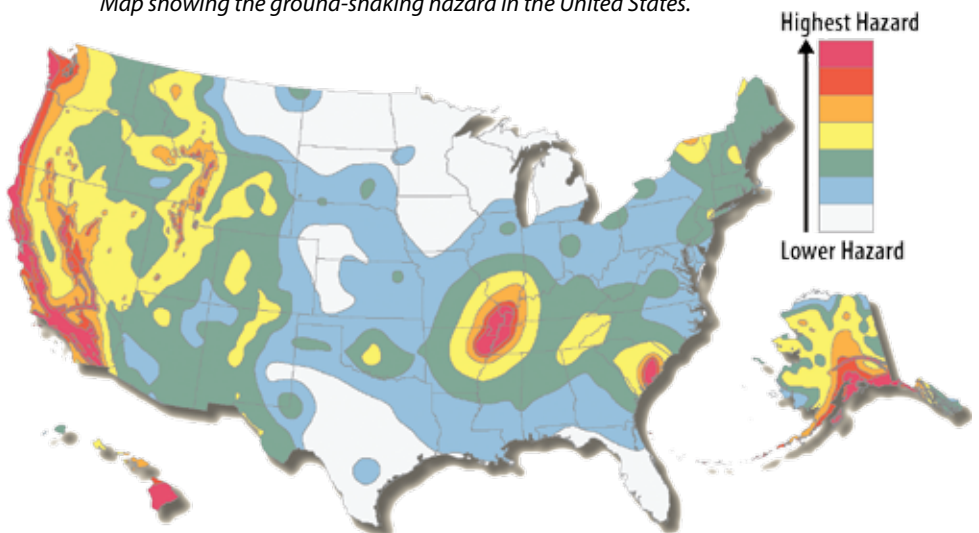 Map showing the ground-shaking hazard in the United States.
Highest Hazard
Lower Hazard